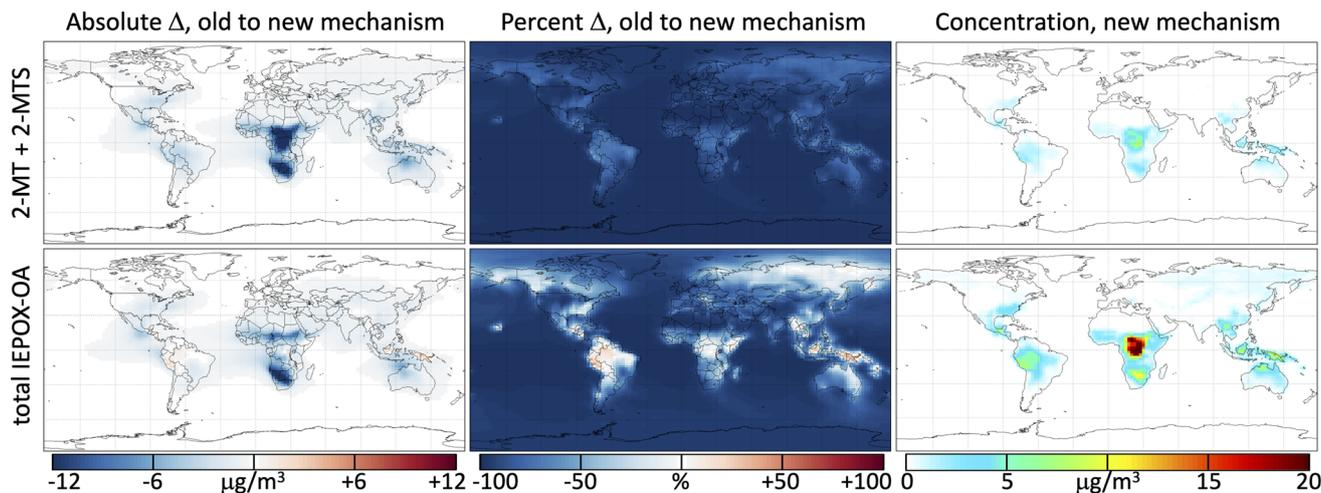 Absolute Δ, old to new mechanism
Percent Δ, old to new mechanism
Concentration, new mechanism
2-MT + 2-MTS
total IEPOX-OA
-12 -6 μg/m³ +6 +12
-100 -50 % +50 +100
0 5 μg/m³ 15 20